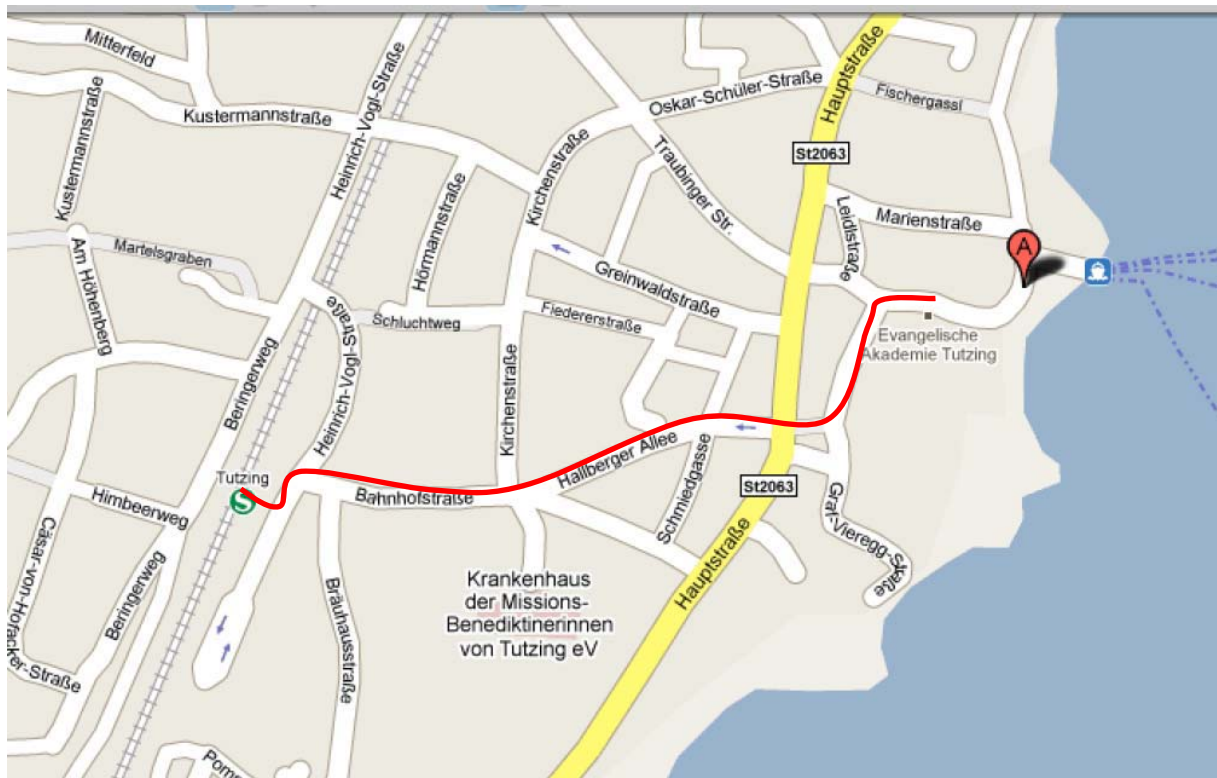 Mitterfeld
Kustermannstraße
Kustermannstraße
Heinrich-Vogl-Straße
Oskar-Schüler-Straße
Hauptstraße
Fischergassl
St2063
Traubinger Str.
Kirchenstraße
Hörmannstraße
Leidlstraße
Marienstraße
A
Martelsgraben
Am Höhenberg
Greinwaldstraße
Schluchtweg
Fiedererstraße
Heinrich-Vogl-Straße
Evangelische
Akademie Tutzing
Beringerweg
Kirchenstraße
Hallberger Allee
Tutzing
S
Bahnhofstraße
Schmiedgasse
St2063
Himbeerweg
Graf-Vieregg-Straße
Cäsar-von-Hofacker-Straße
Beringerweg
Bräuhausstraße
Hauptstraße
Krankenhaus
der Missions-
Benediktinerinnen
von Tutzing eV